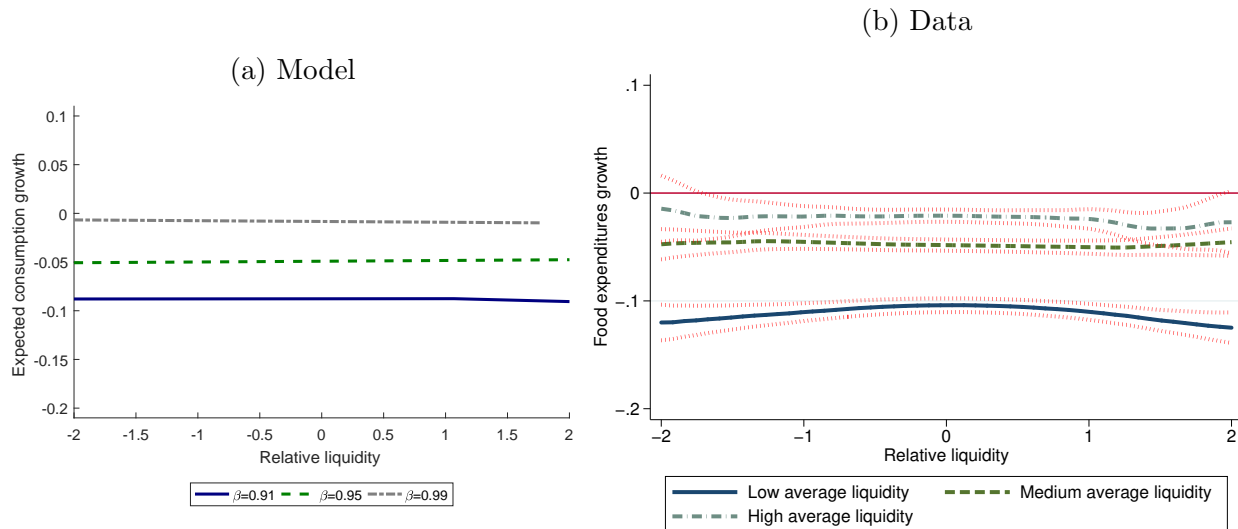 (a) Model
Expected consumption growth
0.1
0.05
0
-0.05
-0.1
-0.15
-0.2
-2
-1.5
-1
-0.5
0
0.5
1
1.5
2
Relative liquidity
β=0.91
β=0.95
β=0.99
(b) Data
Food expenditures growth
.1
0
-.1
-.2
-2
-1
0
1
2
Relative liquidity
Low average liquidity
Medium average liquidity
High average liquidity